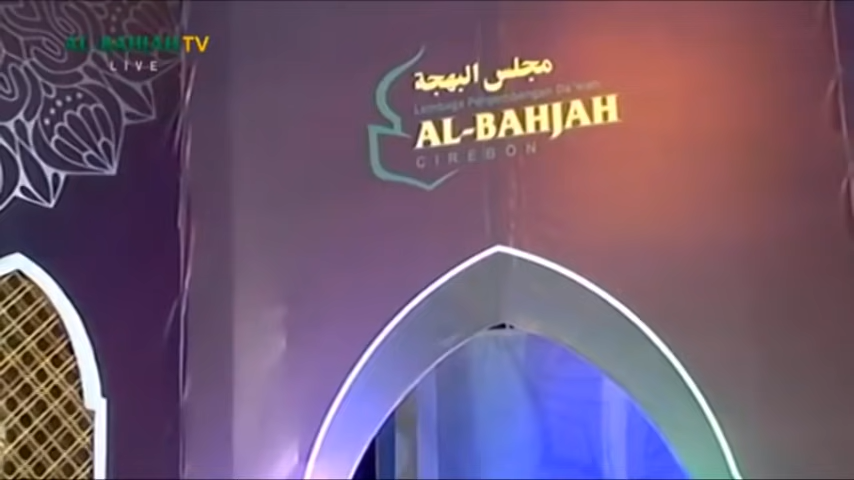 AL-BAHJAH TV
LIVE
مجلس البهجة
Lembaga Pengembangan Da'wah
AL-BAHJAH
CIREBON